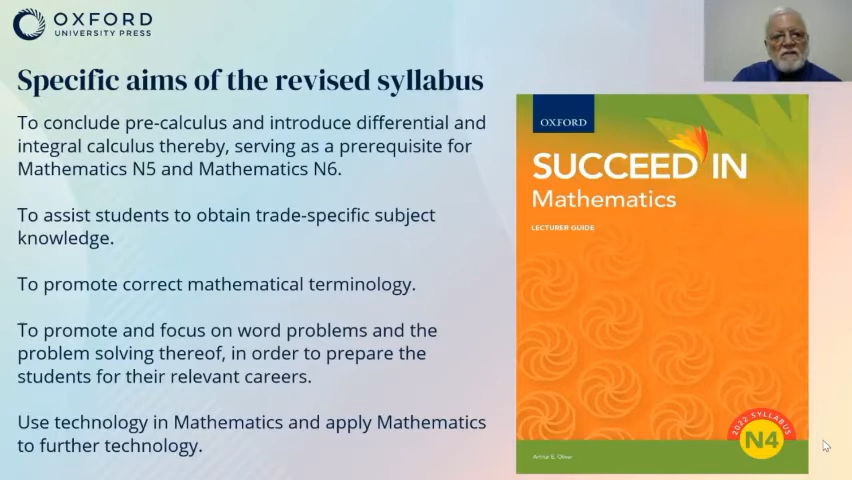 OXFORD
UNIVERSITY PRESS
Specific aims of the revised syllabus
To conclude pre-calculus and introduce differential and
integral calculus thereby, serving as a prerequisite for
Mathematics N5 and Mathematics N6.
To assist students to obtain trade-specific subject
knowledge.
To promote correct mathematical terminology.
To promote and focus on word problems and the
problem solving thereof, in order to prepare the
students for their relevant careers.
Use technology in Mathematics and apply Mathematics
to further technology.
OXFORD
SUCCEED IN
Mathematics
LECTURER GUIDE
2022 SYLLABUS
N4
Arthur E. Oliver